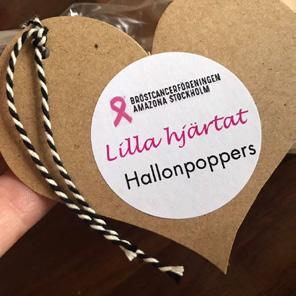 BRÖSTCANCERFÖRENINGEN
AMAZONA STOCKHOLM
Lilla hjärtat
Hallonpoppers